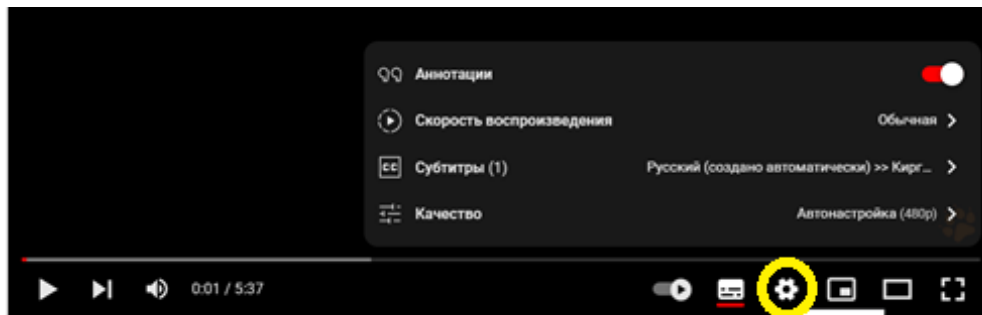 Аннотации
Скорость воспроизведения Обычная
Субтитры (1) Русский (создано автоматически) >> Кирг...
Качество Автонастройка (480p)
0:01 / 5:37